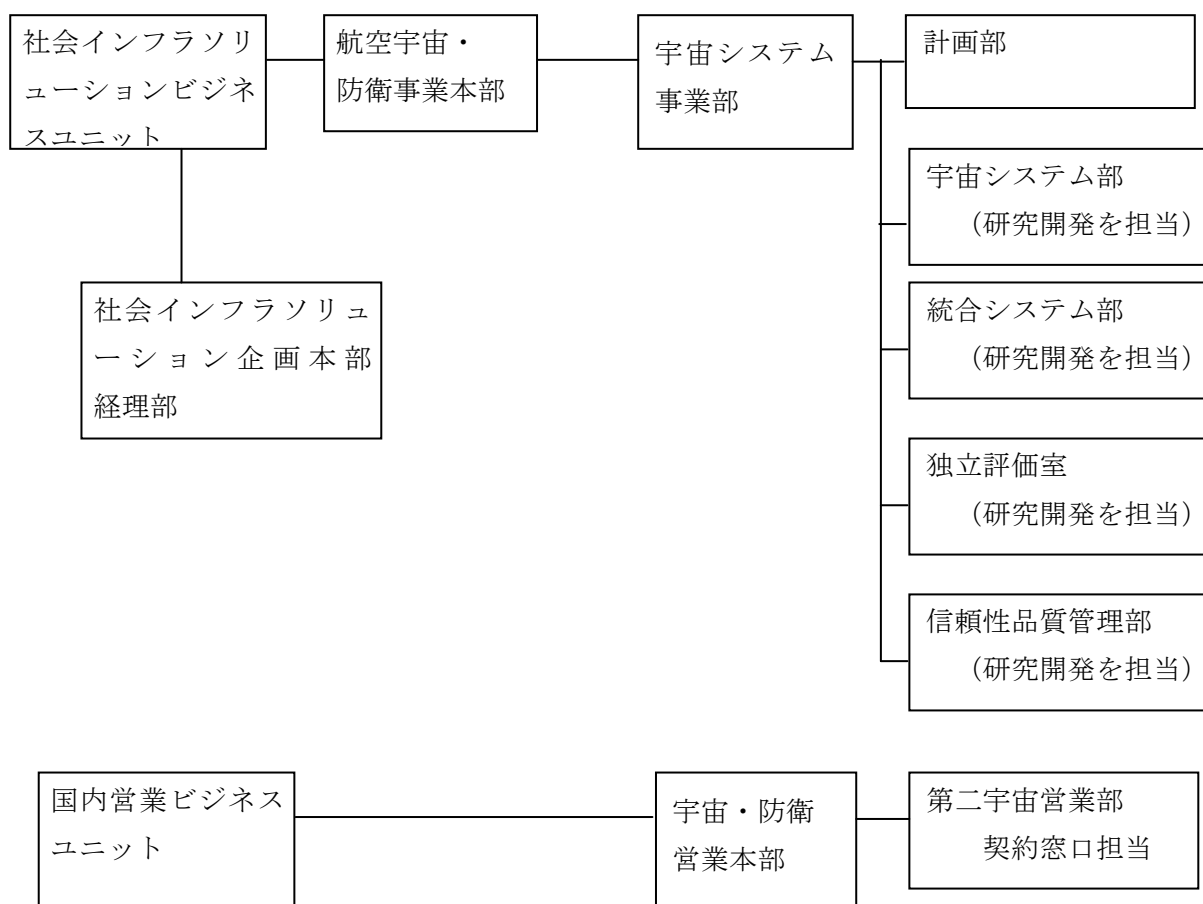 社会インフラソリ
ューションビジネ
スユニット
航空宇宙・
防衛事業本部
宇宙システム
事業部
計画部
宇宙システム部
（研究開発を担当）
統合システム部
（研究開発を担当）
独立評価室
（研究開発を担当）
信頼性品質管理部
（研究開発を担当）
社会インフラソリュ
ーション企画本部
経理部
国内営業ビジネス
ユニット
宇宙・防衛
営業本部
第二宇宙営業部
契約窓口担当